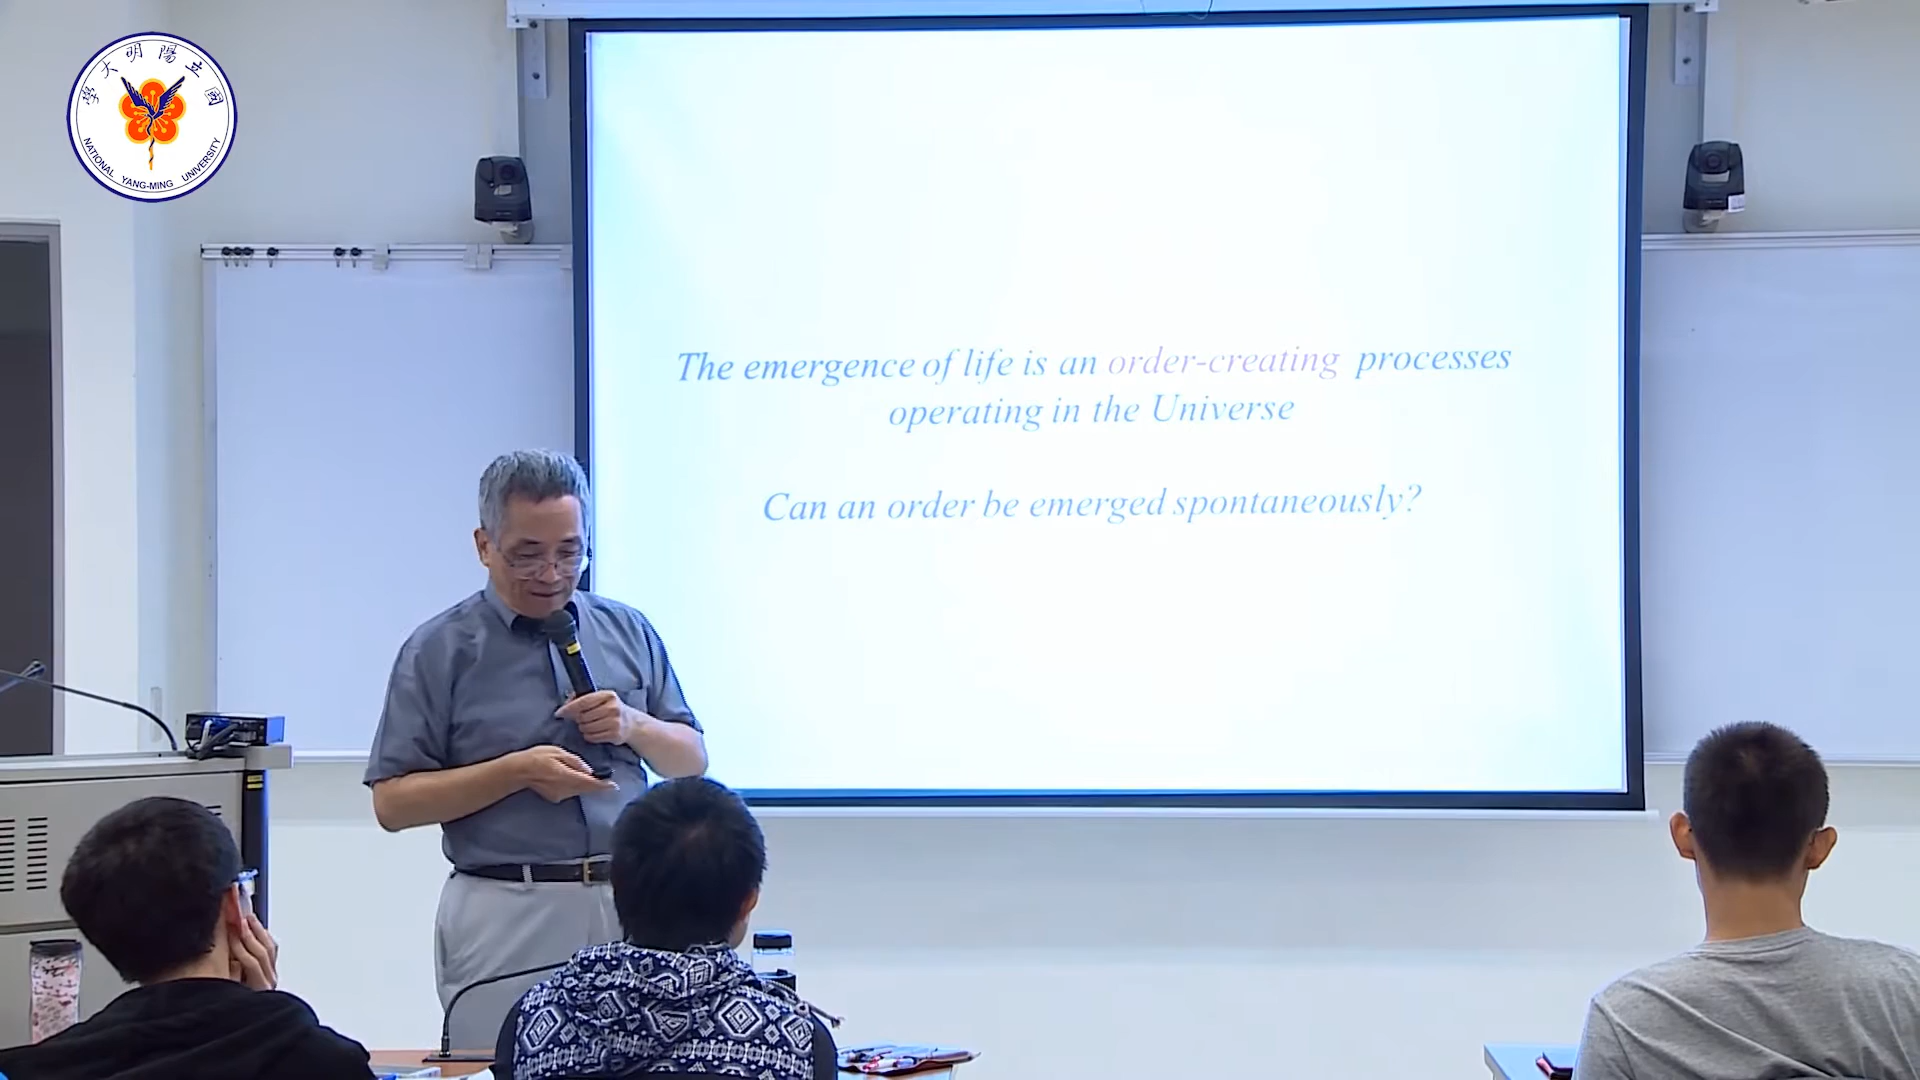 國立陽明大學
NATIONAL YANG-MING UNIVERSITY
The emergence of life is an order-creating processes
operating in the Universe
Can an order be emerged spontaneously?